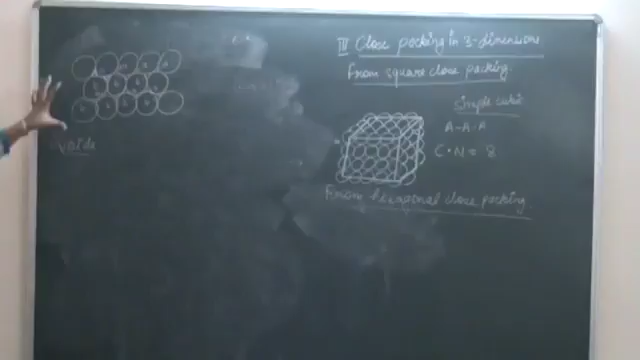 Voids
III Close packing in 3-dimensions
From square close packing
Simple cubic
A-A-A
C.N = 8
From hexagonal close packing.